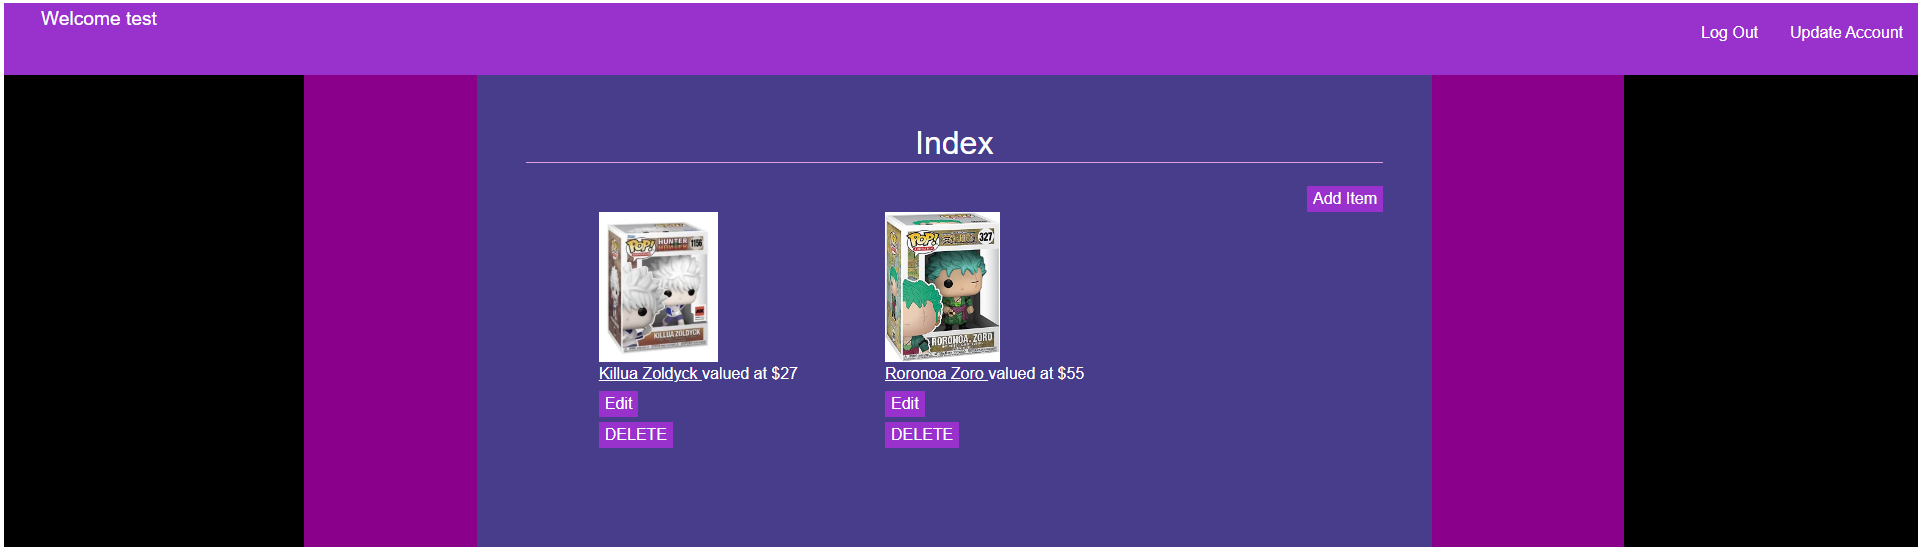 Welcome test
Log Out
Update Account
Index
Add Item
POP!
HUNTER
HUNTER
1156
KILLUA ZOLDYCK
POP!
327
RORONOA. ZORO
Killua Zoldyck valued at $27
Roronoa Zoro valued at $55
Edit
Edit
DELETE
DELETE